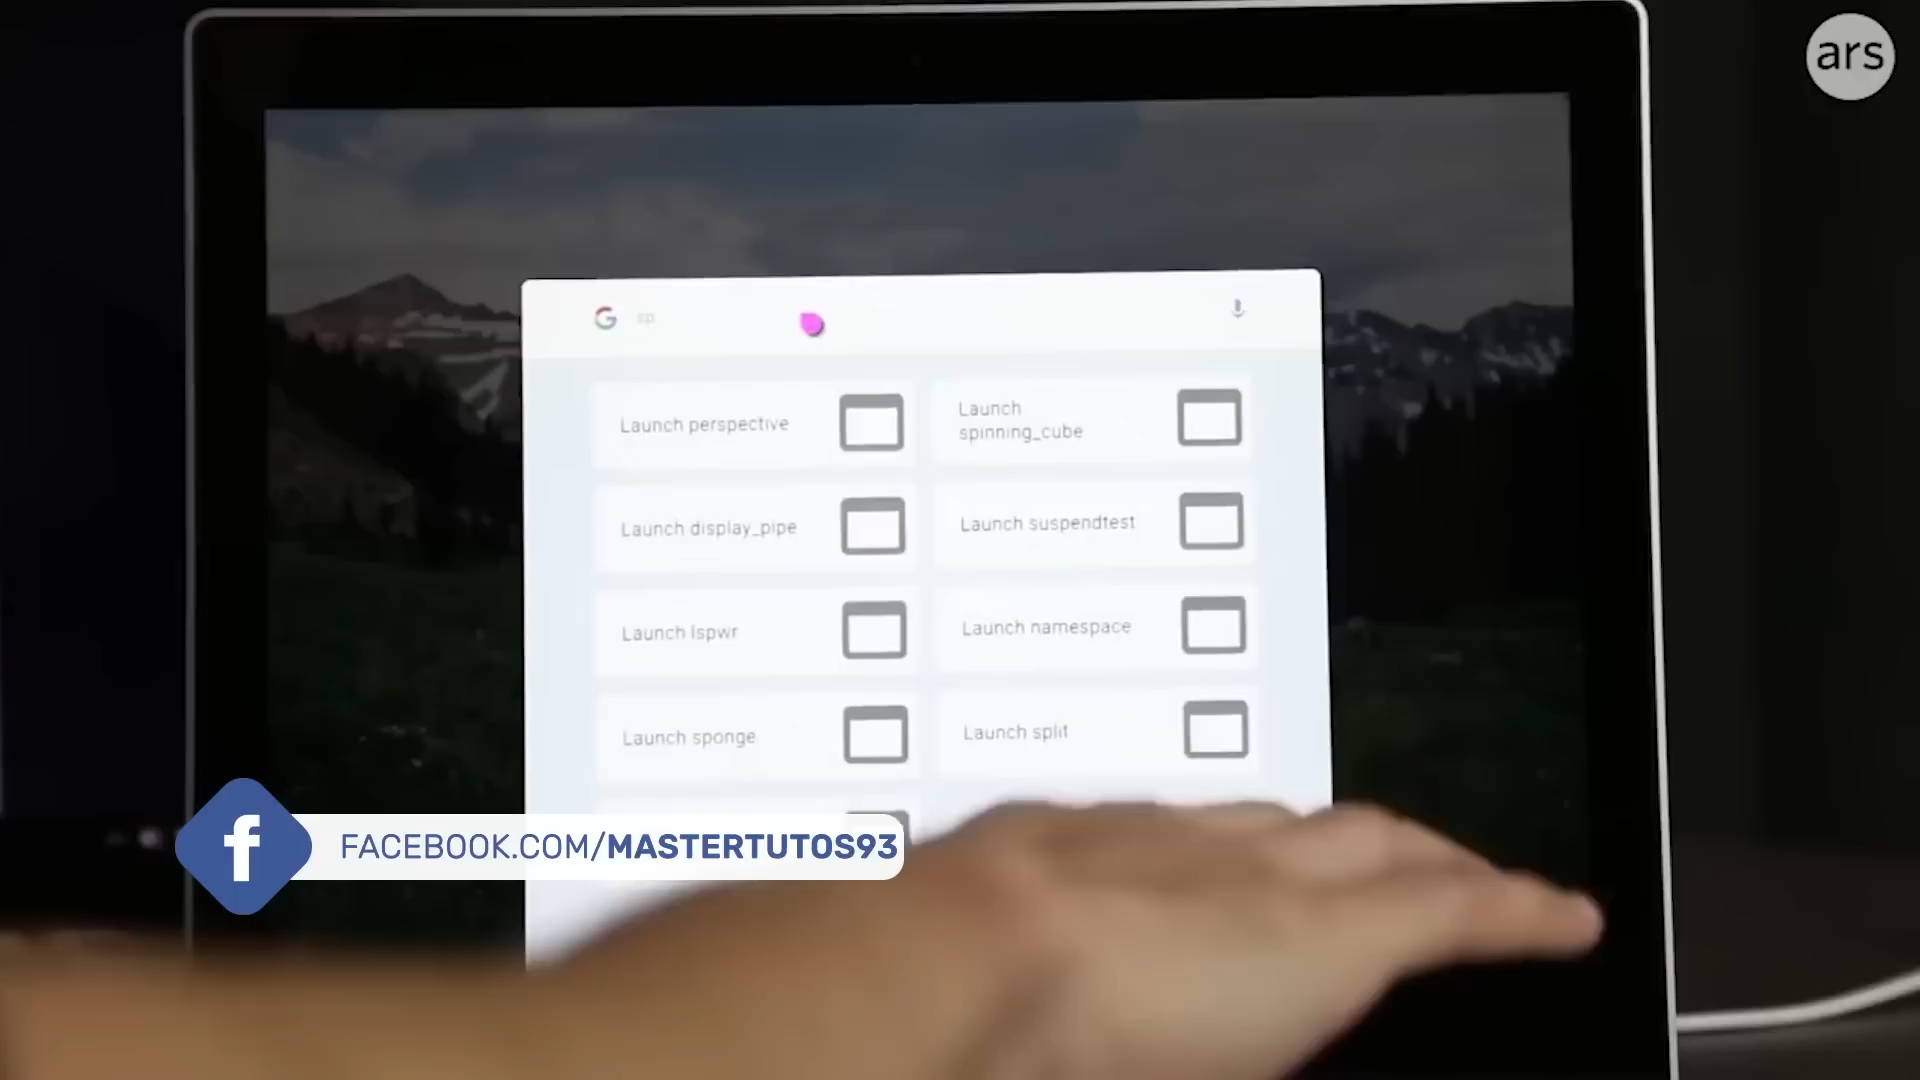 ars
sp
Launch perspective
Launch
spinning_cube
Launch display_pipe
Launch suspendtest
Launch lspwr
Launch namespace
Launch sponge
Launch split
f
FACEBOOK.COM/MASTERTUTOS93